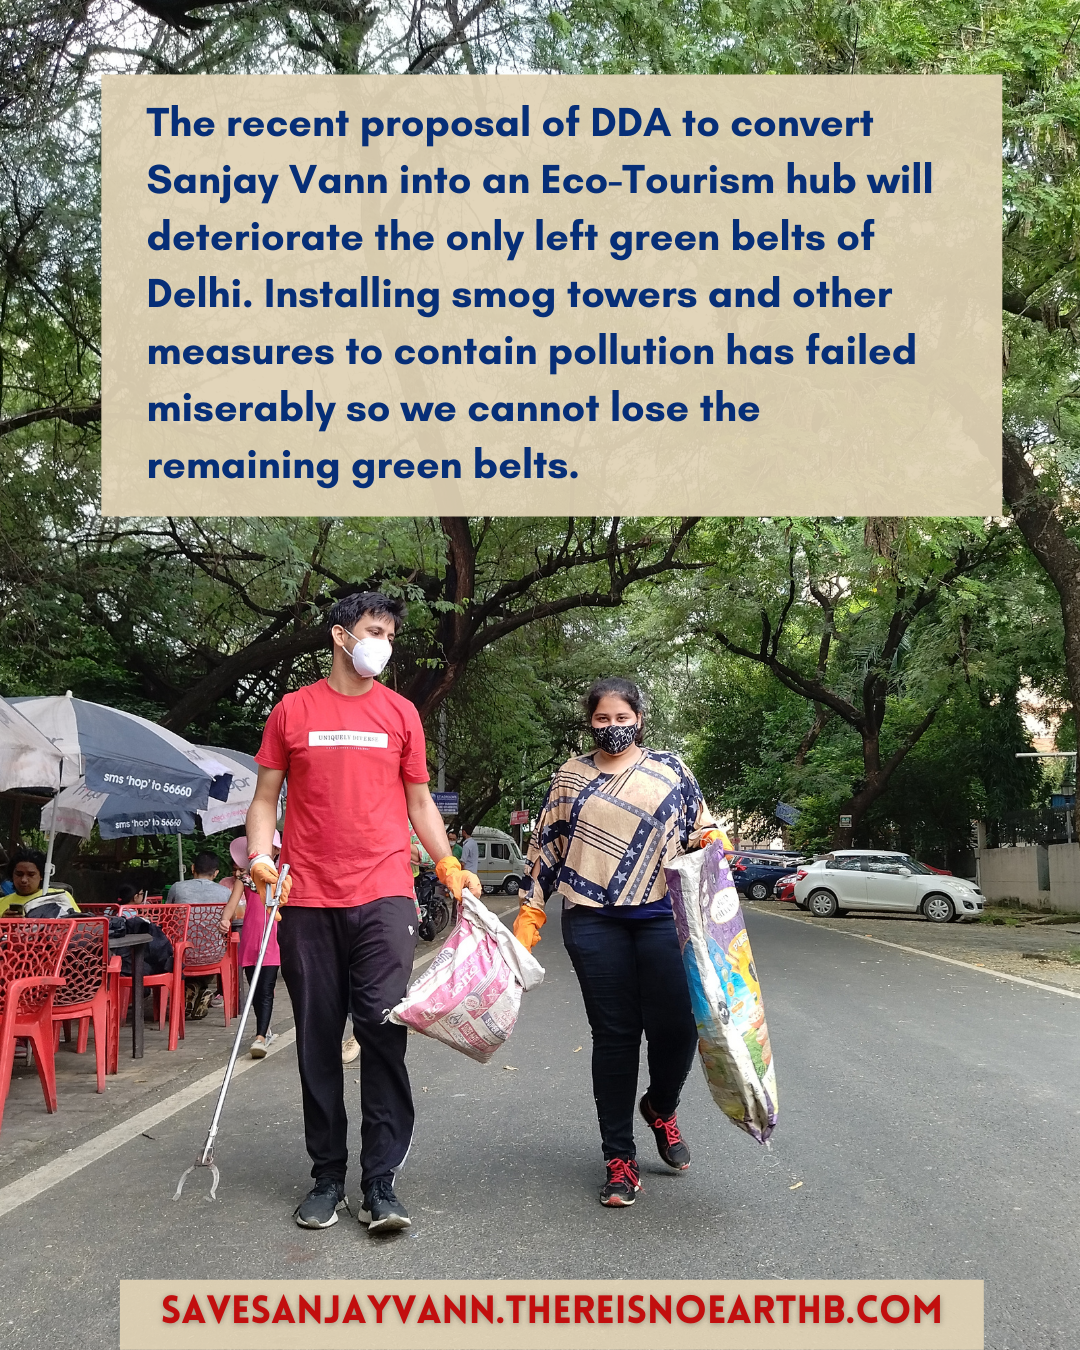 The recent proposal of DDA to convert
Sanjay Vann into an Eco-Tourism hub will
deteriorate the only left green belts of
Delhi. Installing smog towers and other
measures to contain pollution has failed
miserably so we cannot lose the
remaining green belts.
UNIQUELY
sms 'hop' to 56660
sms 'hop' to 56660
SAVESANJAYVANN.THEREISNOEARTHB.COM